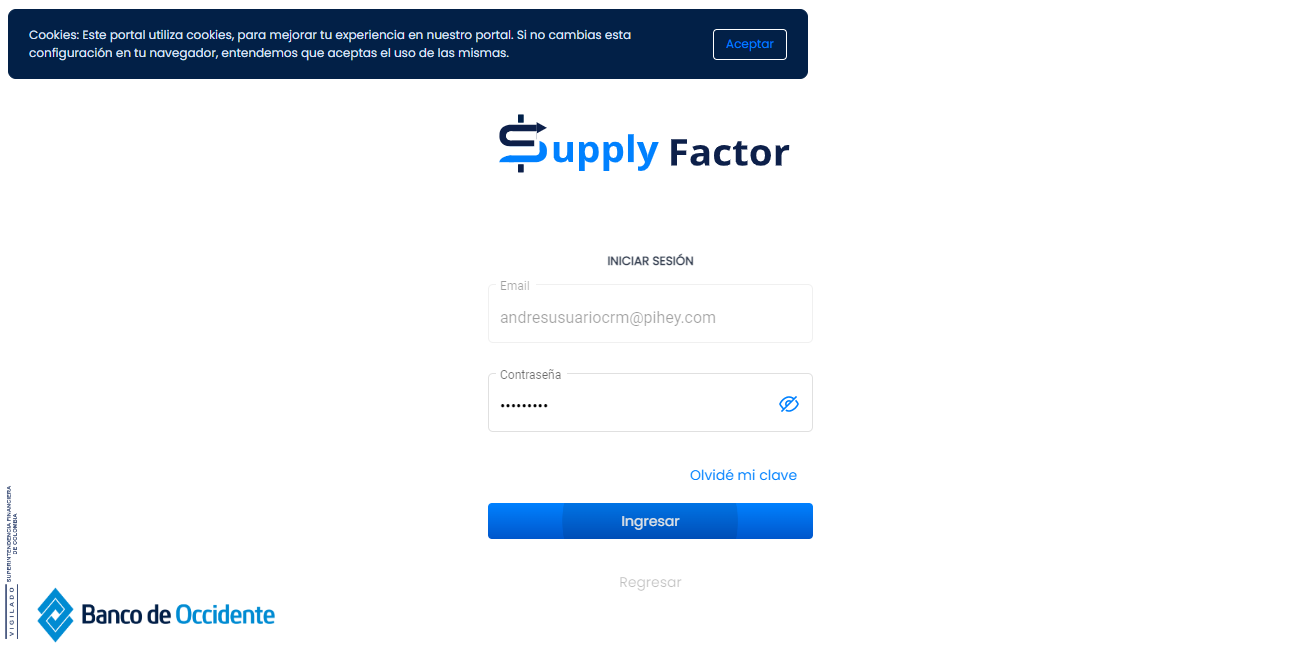 Cookies: Este portal utiliza cookies, para mejorar tu experiencia en nuestro portal. Si no cambias esta
configuración en tu navegador, entendemos que aceptas el uso de las mismas.
Aceptar
Supply Factor
INICIAR SESIÓN
Email
andresusuariocrm@pihey.com
Contraseña
•••••••••
Olvidé mi clave
Ingresar
Regresar
VIGILADO
SUPERINTENDENCIA FINANCIERA
DE COLOMBIA
Banco de Occidente